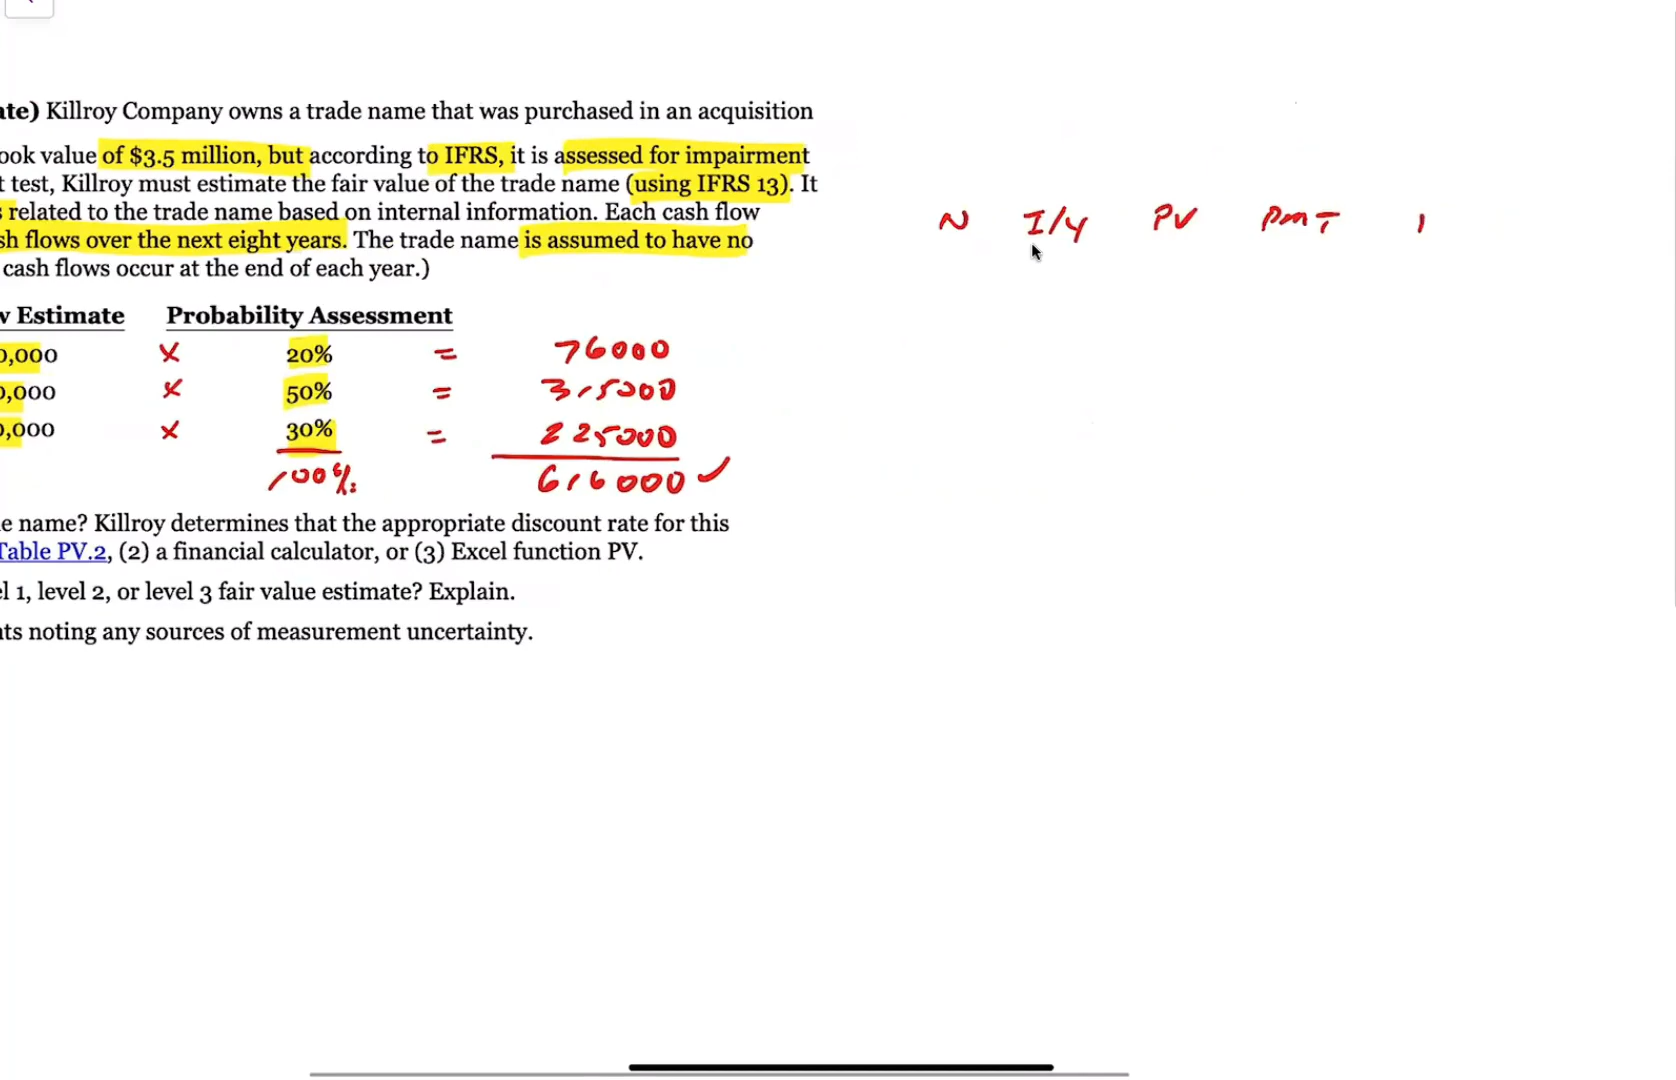 ate) Killroy Company owns a trade name that was purchased in an acquisition
ook value of $3.5 million, but according to IFRS, it is assessed for impairment
t test, Killroy must estimate the fair value of the trade name (using IFRS 13). It
s related to the trade name based on internal information. Each cash flow
sh flows over the next eight years. The trade name is assumed to have no
cash flows occur at the end of each year.)
N I/Y PV PMT
w Estimate Probability Assessment
0,000 × 20% = 76000
0,000 × 50% = 315000
0,000 × 30% = 225000
100% 616000 ✓
e name? Killroy determines that the appropriate discount rate for this
Table PV.2, (2) a financial calculator, or (3) Excel function PV.
el 1, level 2, or level 3 fair value estimate? Explain.
nts noting any sources of measurement uncertainty.